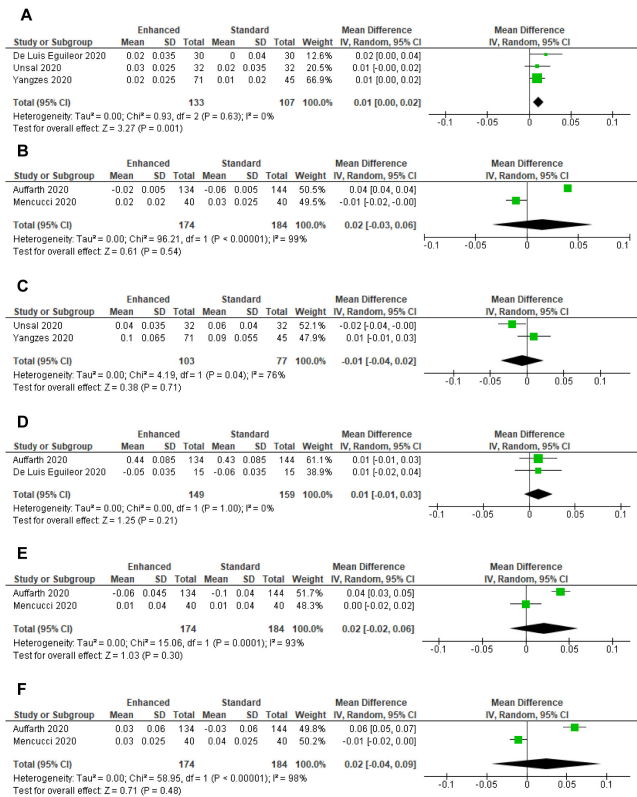 A
Enhanced Standard Mean Difference Mean Difference
Study or Subgroup Mean SD Total Mean SD Total Weight IV, Random, 95% CI IV, Random, 95% CI
De Luis Eguileor 2020 0.02 0.035 30 0 0.04 30 12.6% 0.02 [0.00, 0.04]
Unsal 2020 0.03 0.025 32 0.02 0.035 32 20.5% 0.01 [-0.00, 0.02]
Yangzes 2020 0.02 0.025 71 0.01 0.02 45 66.9% 0.01 [0.00, 0.02]
Total (95% CI) 133 107 100.0% 0.01 [0.00, 0.02]
Heterogeneity: Tau² = 0.00; Chi² = 0.93, df = 2 (P = 0.63); I² = 0%
Test for overall effect: Z = 3.27 (P = 0.001)
-0.1 -0.05 0 0.05 0.1
B
Enhanced Standard Mean Difference Mean Difference
Study or Subgroup Mean SD Total Mean SD Total Weight IV, Random, 95% CI IV, Random, 95% CI
Auffarth 2020 -0.02 0.005 134 -0.06 0.005 144 50.5% 0.04 [0.04, 0.04]
Mencucci 2020 0.02 0.02 40 0.03 0.025 40 49.5% -0.01 [-0.02, -0.00]
Total (95% CI) 174 184 100.0% 0.02 [-0.03, 0.06]
Heterogeneity: Tau² = 0.00; Chi² = 96.21, df = 1 (P < 0.00001); I² = 99%
Test for overall effect: Z = 0.61 (P = 0.54)
-0.1 -0.05 0 0.05 0.1
C
Enhanced Standard Mean Difference Mean Difference
Study or Subgroup Mean SD Total Mean SD Total Weight IV, Random, 95% CI IV, Random, 95% CI
Unsal 2020 0.04 0.035 32 0.06 0.04 32 52.1% -0.02 [-0.04, -0.00]
Yangzes 2020 0.1 0.065 71 0.09 0.055 45 47.9% 0.01 [-0.01, 0.03]
Total (95% CI) 103 77 100.0% -0.01 [-0.04, 0.02]
Heterogeneity: Tau² = 0.00; Chi² = 4.19, df = 1 (P = 0.04); I² = 76%
Test for overall effect: Z = 0.38 (P = 0.71)
-0.1 -0.05 0 0.05 0.1
D
Enhanced Standard Mean Difference Mean Difference
Study or Subgroup Mean SD Total Mean SD Total Weight IV, Random, 95% CI IV, Random, 95% CI
Auffarth 2020 0.44 0.085 134 0.43 0.085 144 61.1% 0.01 [-0.01, 0.03]
De Luis Eguileor 2020 -0.05 0.035 15 -0.06 0.035 15 38.9% 0.01 [-0.02, 0.04]
Total (95% CI) 149 159 100.0% 0.01 [-0.01, 0.03]
Heterogeneity: Tau² = 0.00; Chi² = 0.00, df = 1 (P = 1.00); I² = 0%
Test for overall effect: Z = 1.25 (P = 0.21)
-0.1 -0.05 0 0.05 0.1
E
Enhanced Standard Mean Difference Mean Difference
Study or Subgroup Mean SD Total Mean SD Total Weight IV, Random, 95% CI IV, Random, 95% CI
Auffarth 2020 -0.06 0.045 134 -0.1 0.04 144 51.7% 0.04 [0.03, 0.05]
Mencucci 2020 0.01 0.04 40 0.01 0.04 40 48.3% 0.00 [-0.02, 0.02]
Total (95% CI) 174 184 100.0% 0.02 [-0.02, 0.06]
Heterogeneity: Tau² = 0.00; Chi² = 15.06, df = 1 (P = 0.0001); I² = 93%
Test for overall effect: Z = 1.03 (P = 0.30)
-0.1 -0.05 0 0.05 0.1
F
Enhanced Standard Mean Difference Mean Difference
Study or Subgroup Mean SD Total Mean SD Total Weight IV, Random, 95% CI IV, Random, 95% CI
Auffarth 2020 0.03 0.06 134 -0.03 0.06 144 49.8% 0.06 [0.05, 0.07]
Mencucci 2020 0.03 0.025 40 0.04 0.025 40 50.2% -0.01 [-0.02, 0.00]
Total (95% CI) 174 184 100.0% 0.02 [-0.04, 0.09]
Heterogeneity: Tau² = 0.00; Chi² = 58.95, df = 1 (P < 0.00001); I² = 98%
Test for overall effect: Z = 0.71 (P = 0.48)
-0.1 -0.05 0 0.05 0.1